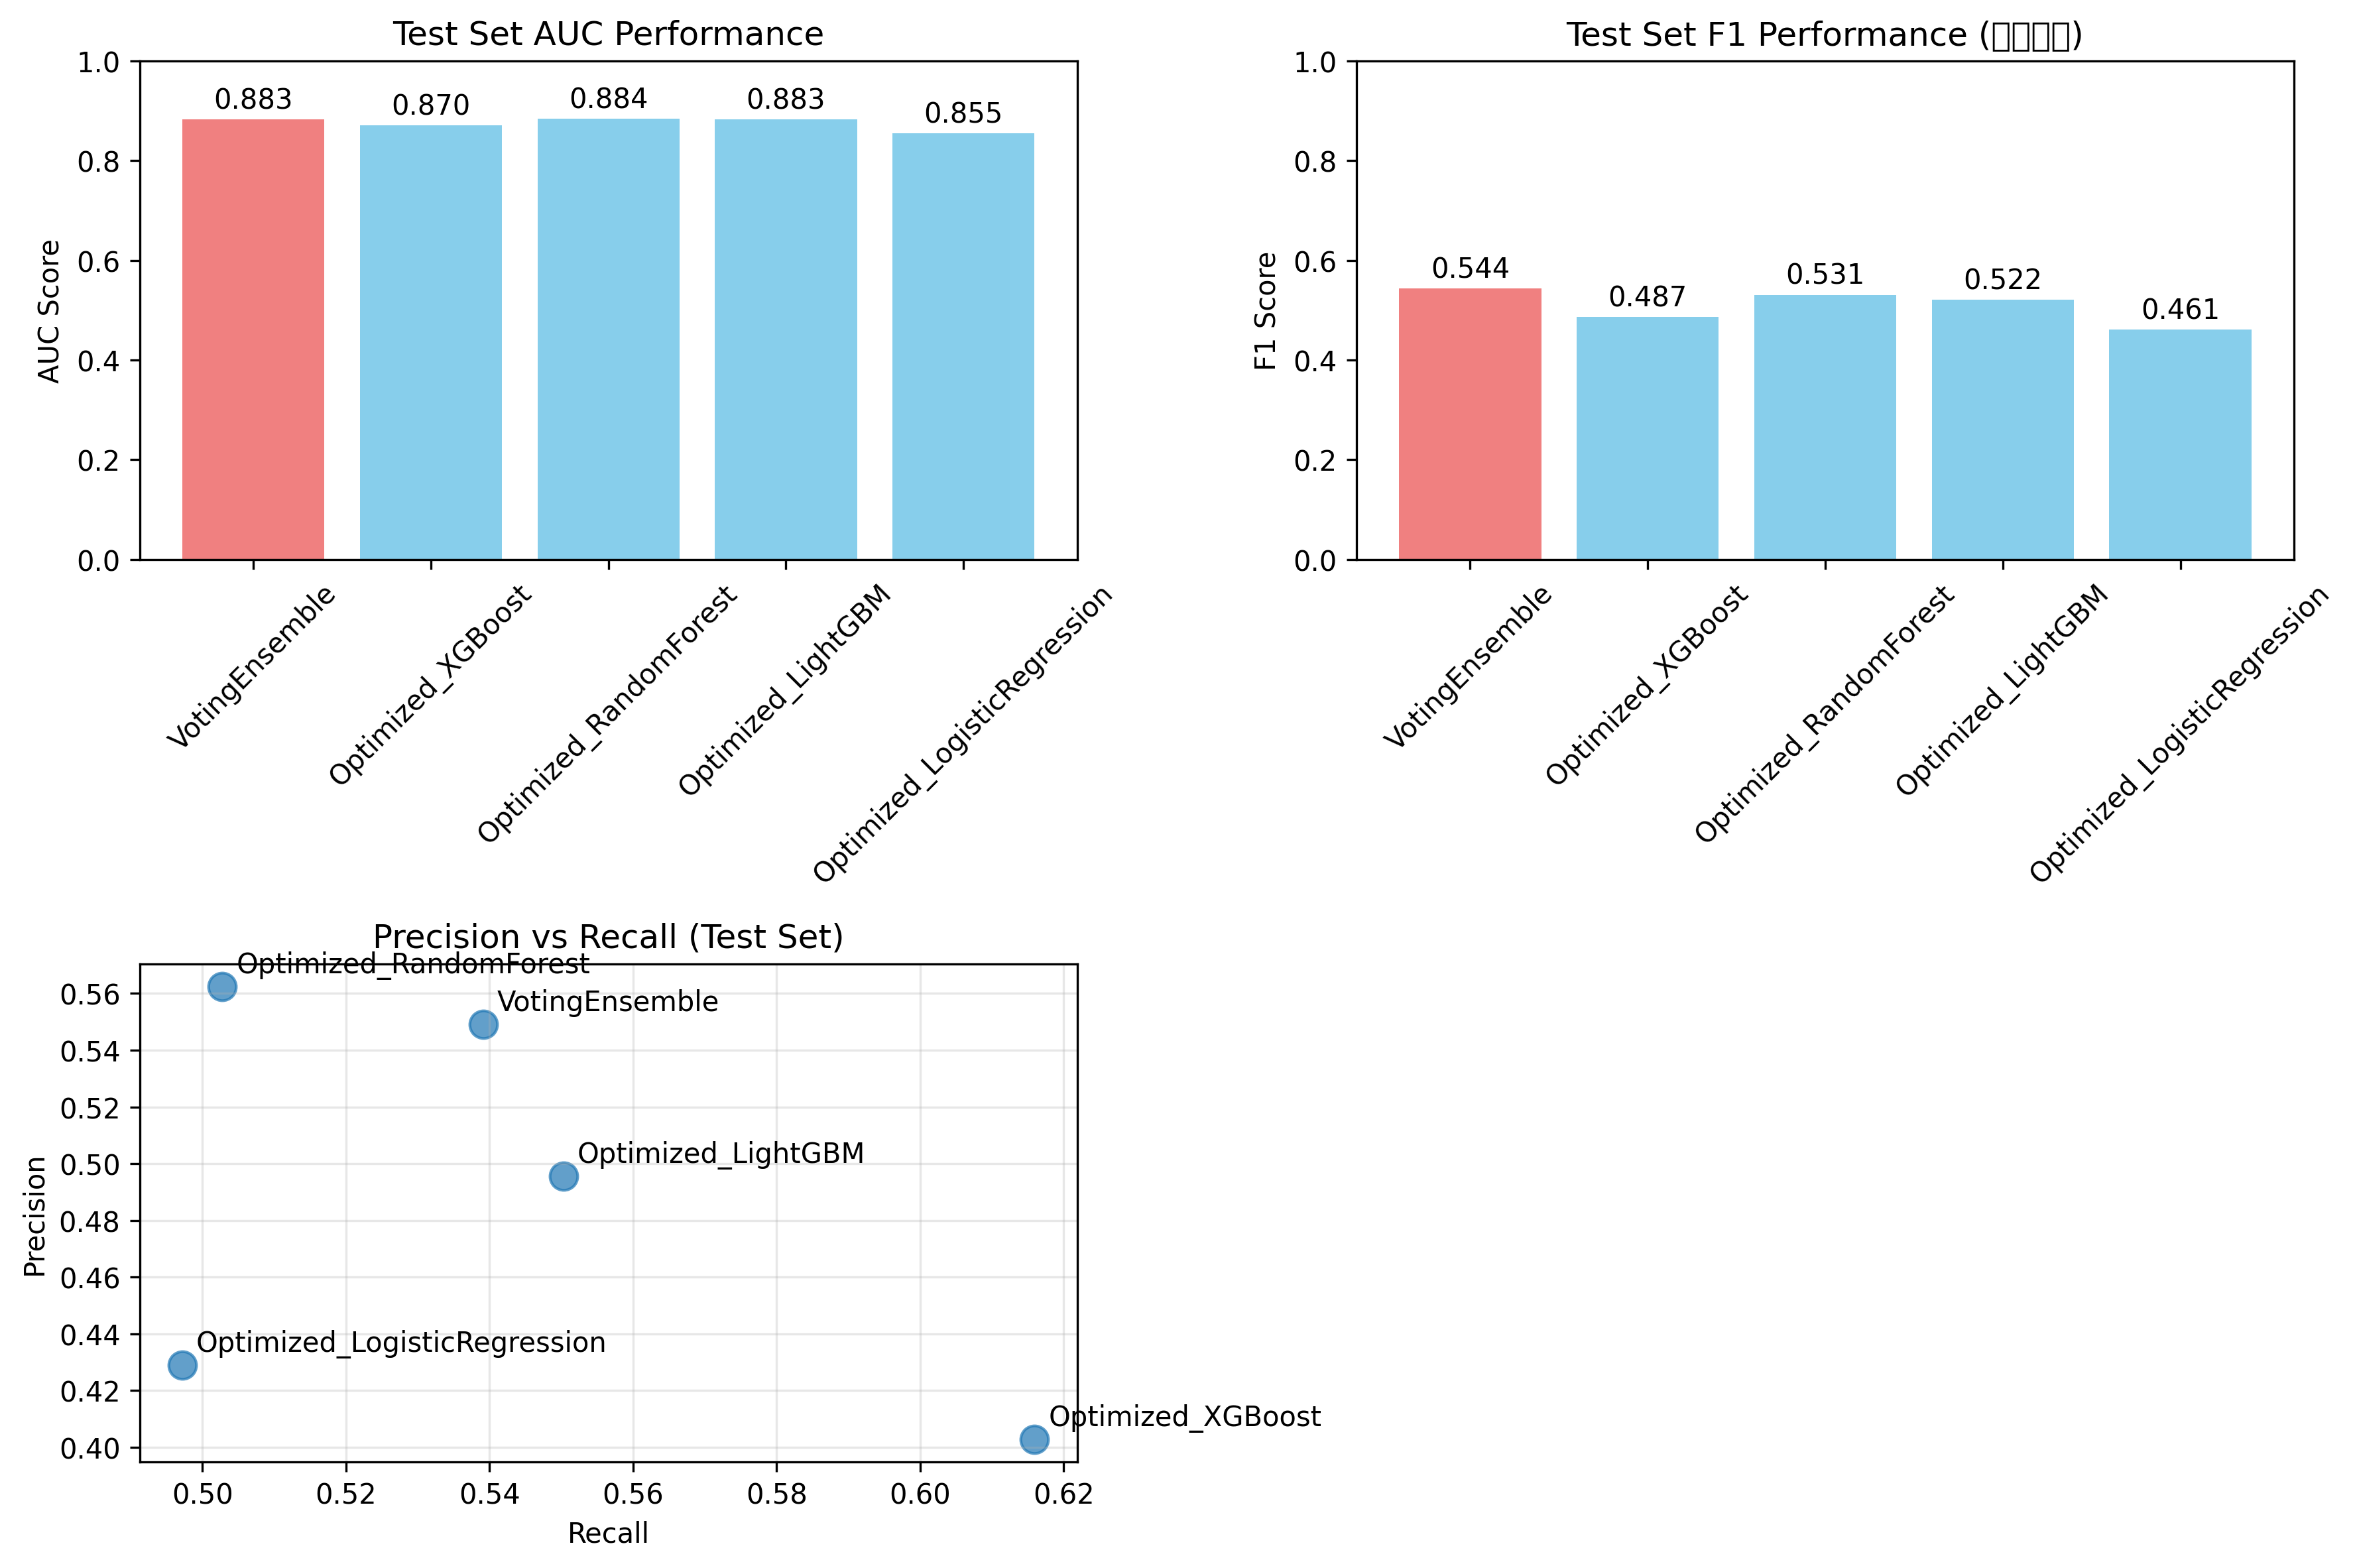 Test Set AUC Performance
AUC Score
1.0
0.8
0.6
0.4
0.2
0.0
0.883
0.870
0.884
0.883
0.855
VotingEnsemble
Optimized_XGBoost
Optimized_RandomForest
Optimized_LightGBM
Optimized_LogisticRegression
Test Set F1 Performance (□□□□)
F1 Score
1.0
0.8
0.6
0.4
0.2
0.0
0.544
0.487
0.531
0.522
0.461
VotingEnsemble
Optimized_XGBoost
Optimized_RandomForest
Optimized_LightGBM
Optimized_LogisticRegression
Precision vs Recall (Test Set)
Precision
0.56
0.54
0.52
0.50
0.48
0.46
0.44
0.42
0.40
Optimized_RandomForest
VotingEnsemble
Optimized_LightGBM
Optimized_LogisticRegression
Optimized_XGBoost
0.50
0.52
0.54
0.56
0.58
0.60
0.62
Recall